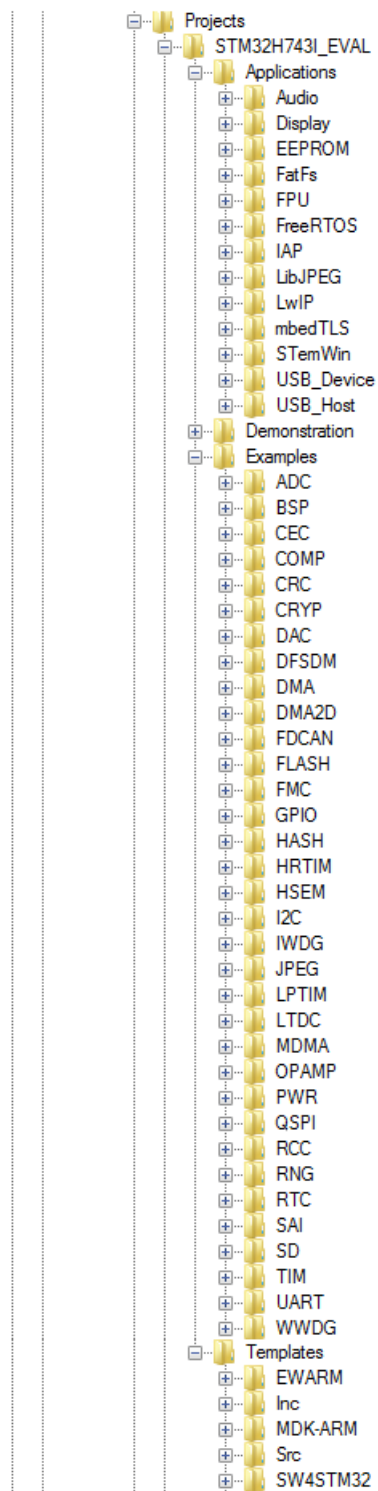 Projects
STM32H743I_EVAL
Applications
Audio
Display
EEPROM
FatFs
FPU
FreeRTOS
IAP
LibJPEG
LwIP
mbedTLS
STemWin
USB_Device
USB_Host
Demonstration
Examples
ADC
BSP
CEC
COMP
CRC
CRYP
DAC
DFSDM
DMA
DMA2D
FDCAN
FLASH
FMC
GPIO
HASH
HRTIM
HSEM
I2C
IWDG
JPEG
LPTIM
LTDC
MDMA
OPAMP
PWR
QSPI
RCC
RNG
RTC
SAI
SD
TIM
UART
WWDG
Templates
EWARM
Inc
MDK-ARM
Src
SW4STM32